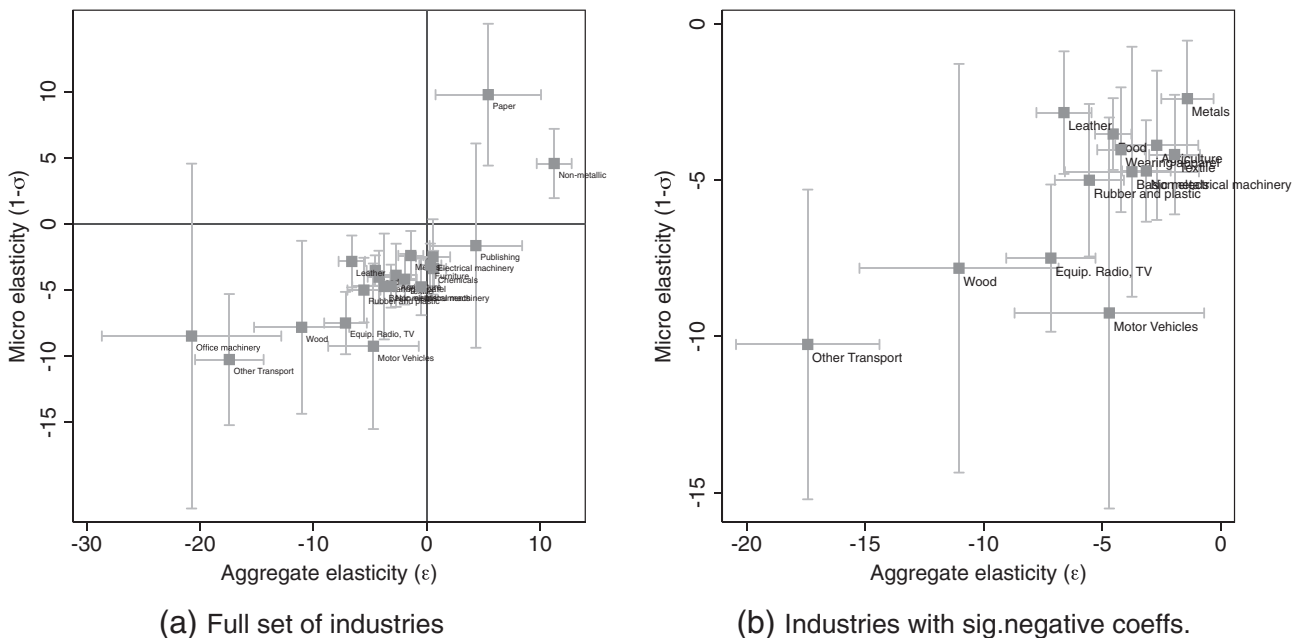 Micro elasticity (1-σ)
10
5
0
-5
-10
-15
Paper
Non-metallic
Publishing
Electrical machinery
Furniture
Chemicals
Leather
Rubber and plastic
Equip. Radio, TV
Wood
Office machinery
Motor Vehicles
Other Transport
-30 -20 -10 0 10
Aggregate elasticity (ε)
(a) Full set of industries
Micro elasticity (1-σ)
0
-5
-10
-15
Metals
Leather
Food
Agriculture
Wearing apparel
Textile
Rubber and plastic
Equip. Radio, TV
Wood
Motor Vehicles
Other Transport
-20 -15 -10 -5 0
Aggregate elasticity (ε)
(b) Industries with sig.negative coeffs.